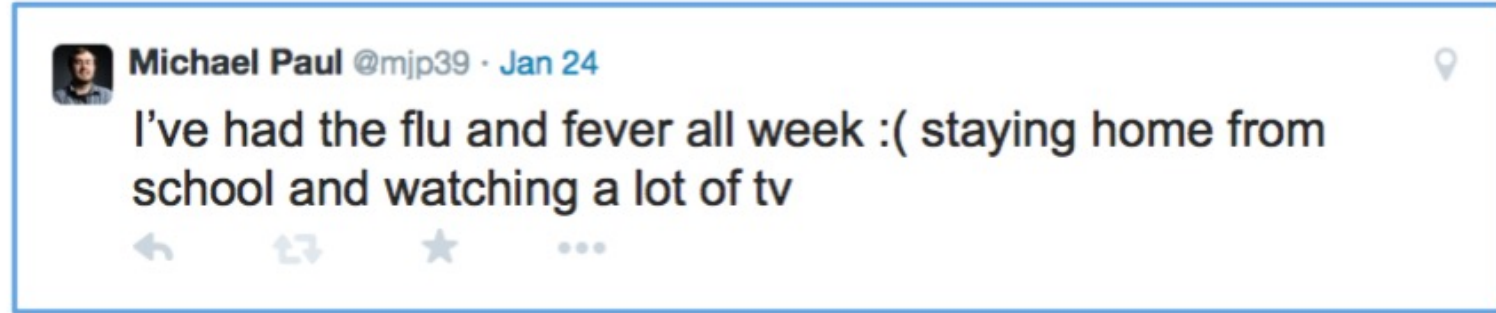 Michael Paul @mjp39 · Jan 24
I’ve had the flu and fever all week :( staying home from
school and watching a lot of tv